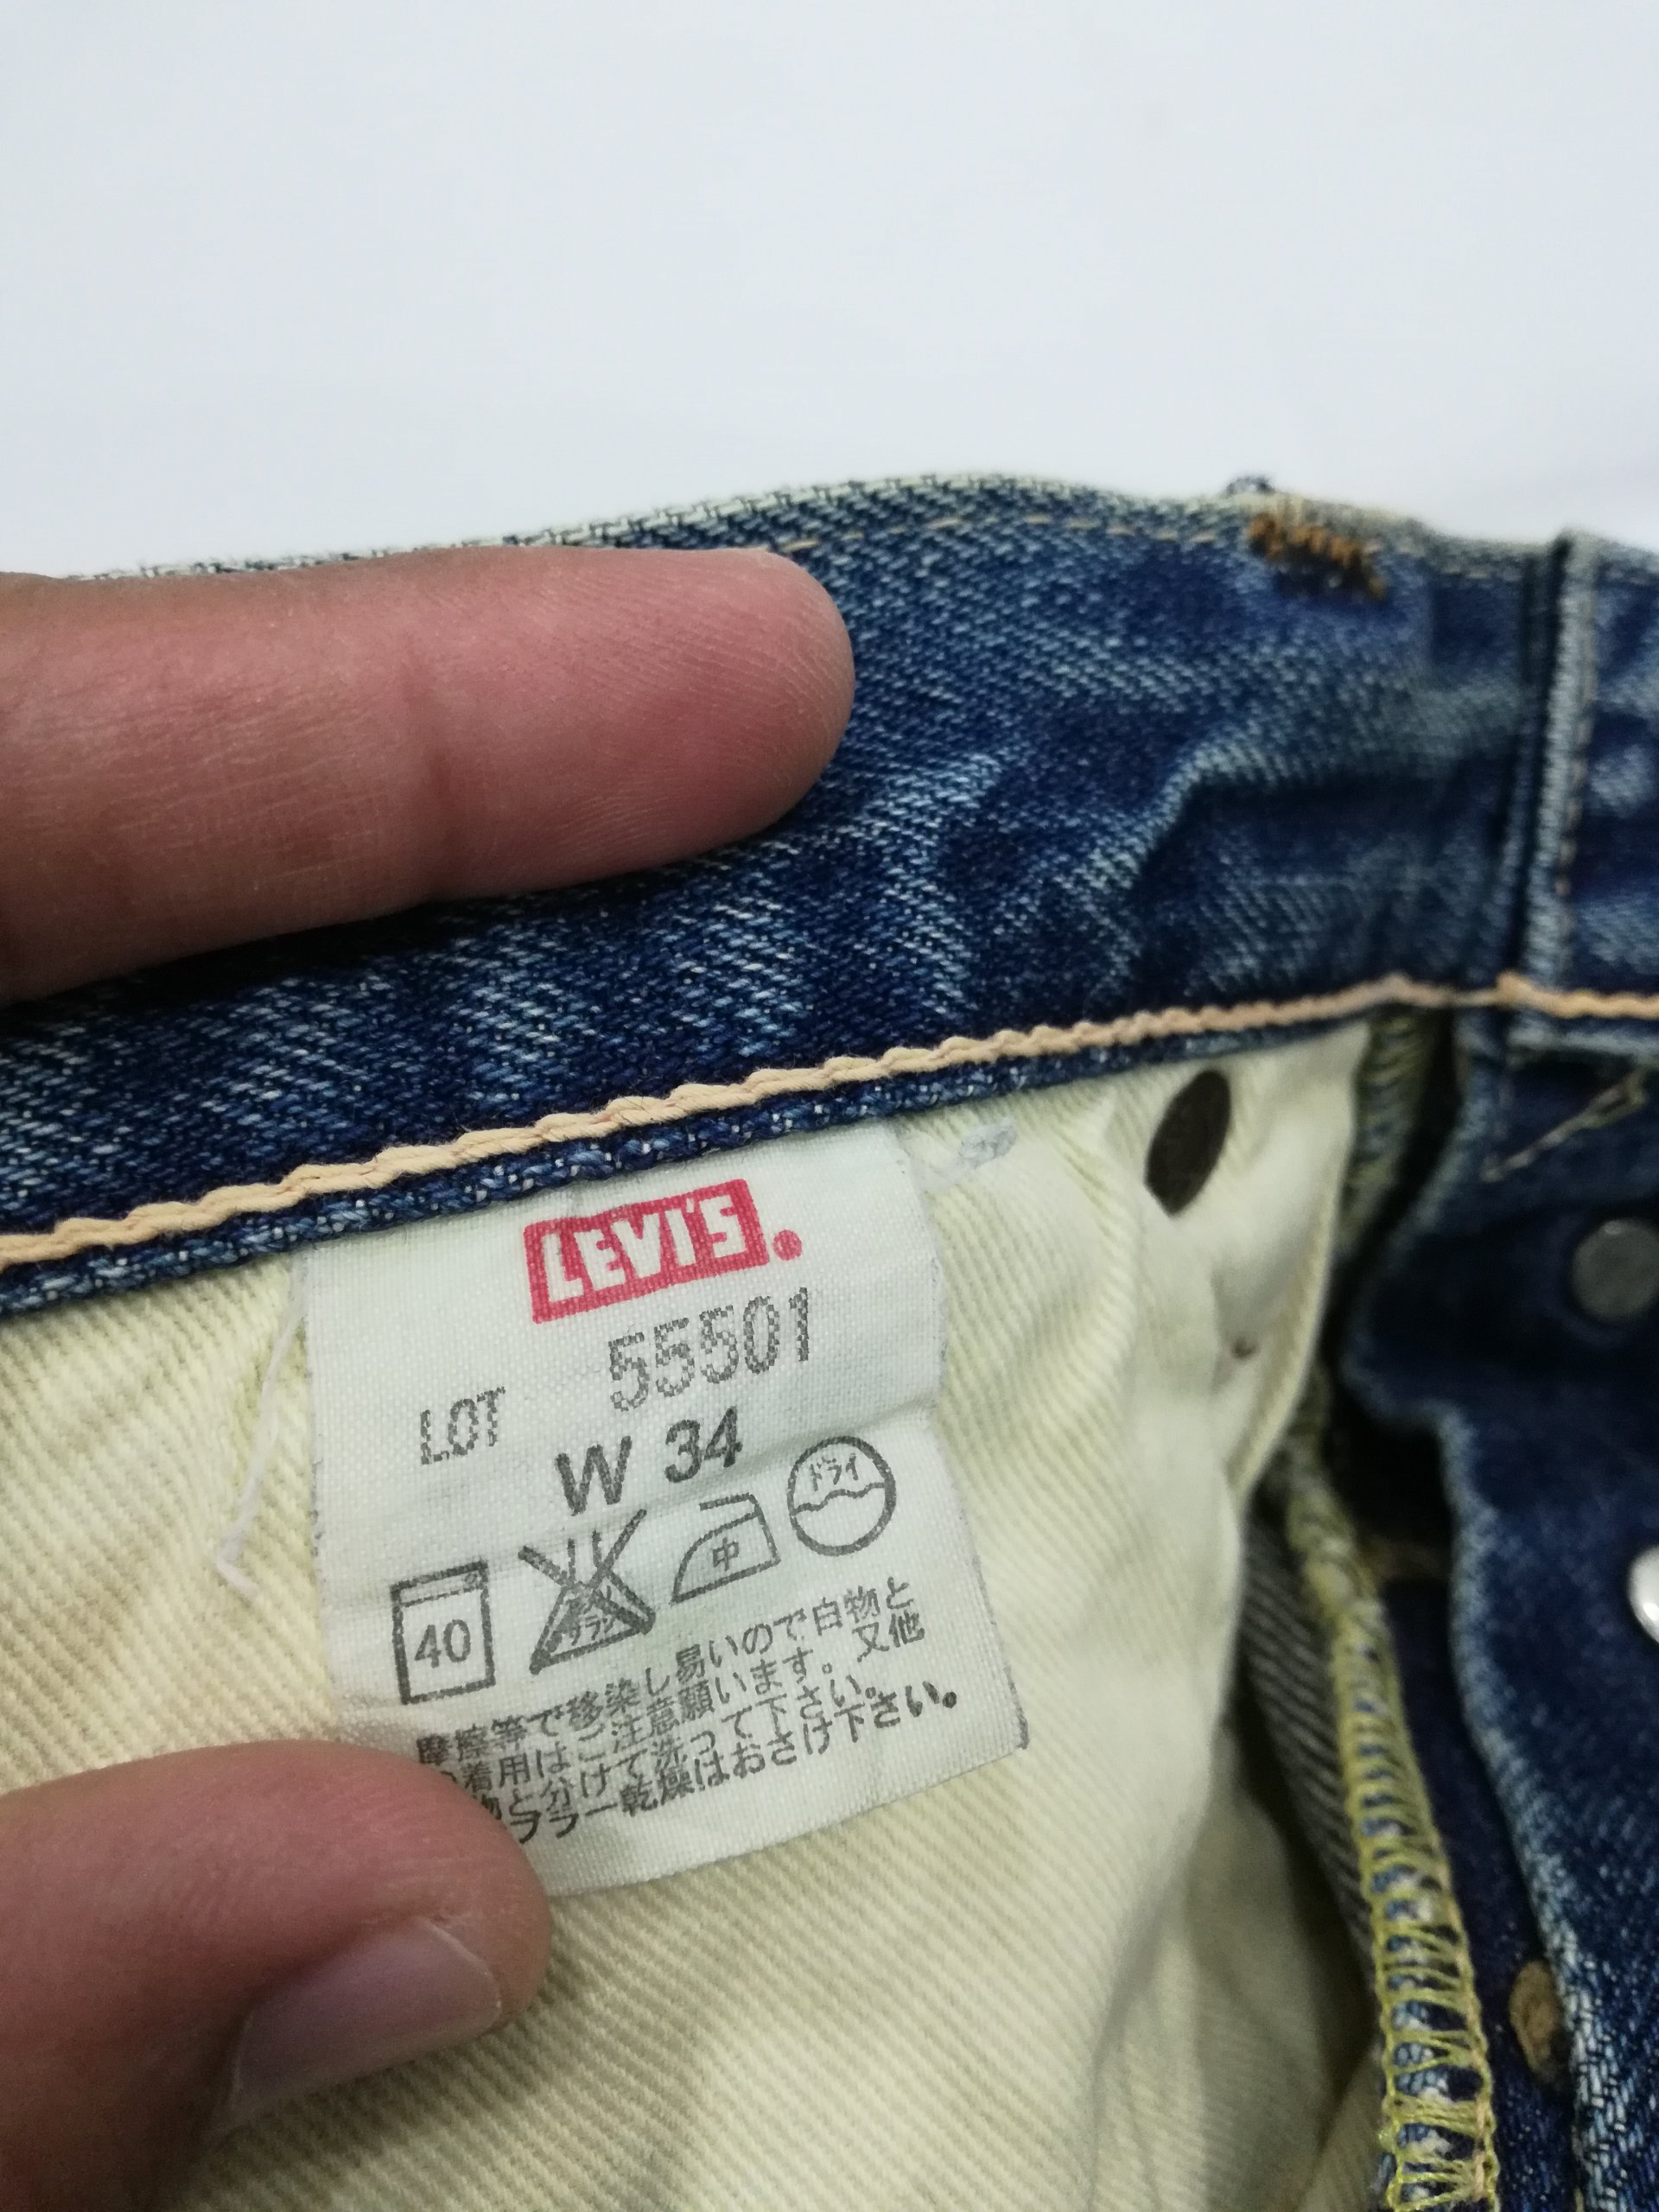 LEVI'S
LOT 55501
W 34
40 ドライ 中
摩擦等で移染し易いので白物と
着用はご注意願います。又他
物と分けて洗って下さい。
ブラー乾燥はおさけ下さい。